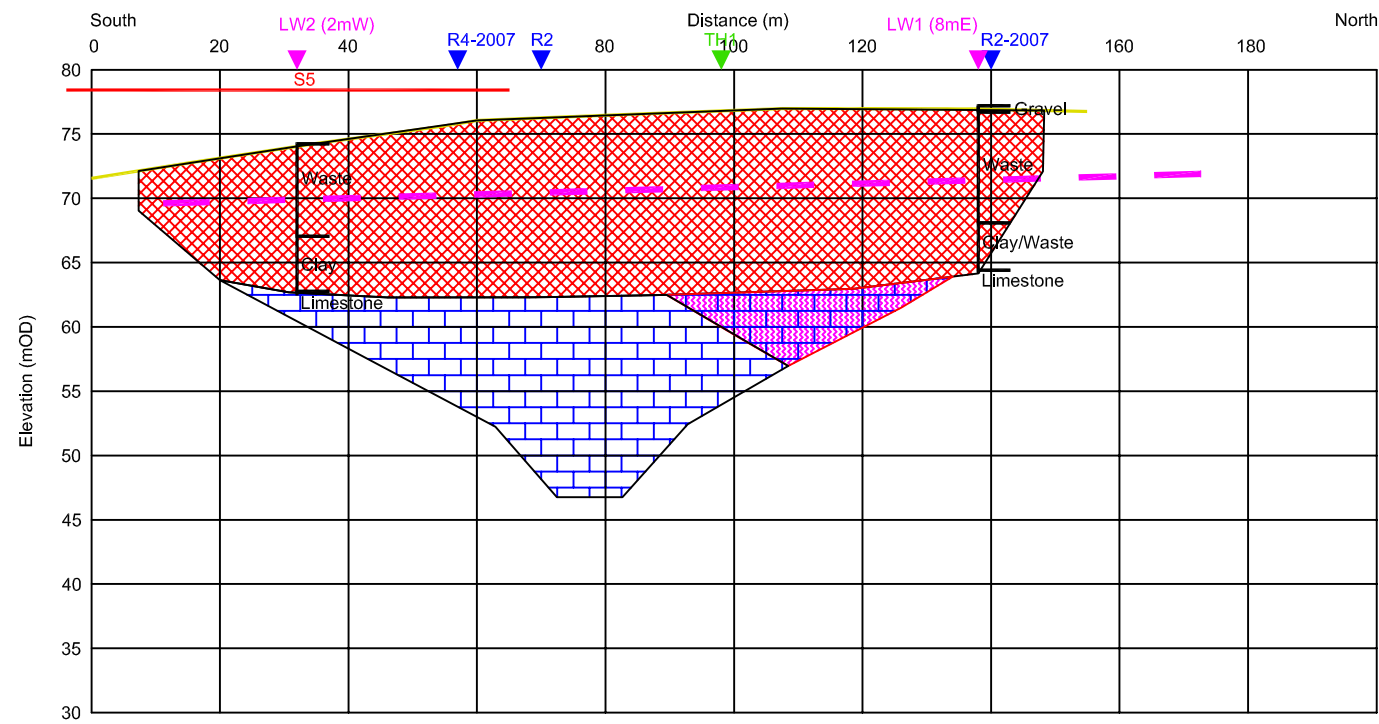 South
Distance (m)
North
LW2 (2mW)
R4-2007
R2
TH1
LW1 (8mE)
R2-2007
0
20
40
80
100
120
160
180
80
75
70
65
60
55
50
45
40
35
30
Elevation (mOD)
S5
Gravel
Waste
Waste
Clay/Waste
Clay
Limestone
Limestone